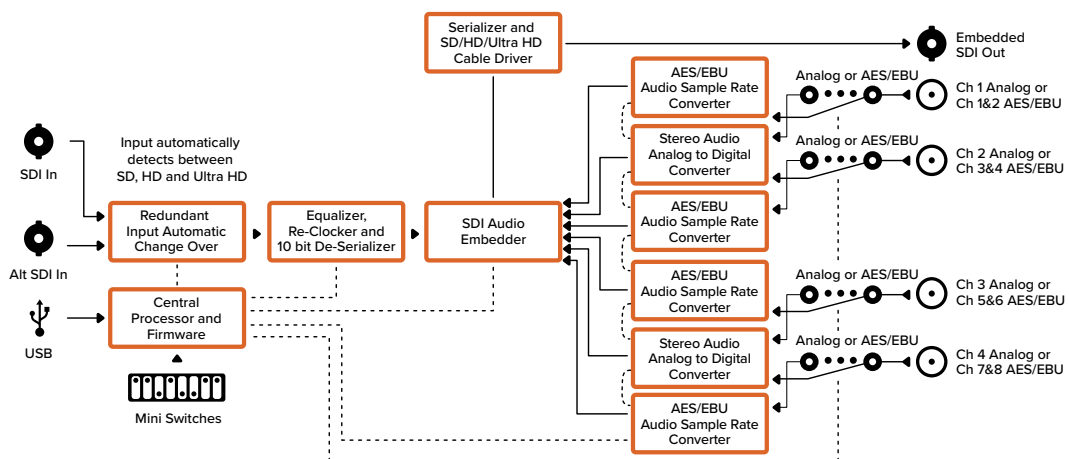 Serializer and
SD/HD/Ultra HD
Cable Driver
Embedded
SDI Out
AES/EBU
Audio Sample Rate
Converter
Analog or AES/EBU
Ch 1 Analog or
Ch 1&2 AES/EBU
SDI In
Input automatically
detects between
SD, HD and Ultra HD
Stereo Audio
Analog to Digital
Converter
Analog or AES/EBU
Ch 2 Analog or
Ch 3&4 AES/EBU
Alt SDI In
Redundant
Input Automatic
Change Over
Equalizer,
Re-Clocker and
10 bit De-Serializer
SDI Audio
Embedder
AES/EBU
Audio Sample Rate
Converter
USB
Central
Processor and
Firmware
AES/EBU
Audio Sample Rate
Converter
Analog or AES/EBU
Ch 3 Analog or
Ch 5&6 AES/EBU
Mini Switches
Stereo Audio
Analog to Digital
Converter
Analog or AES/EBU
Ch 4 Analog or
Ch 7&8 AES/EBU
AES/EBU
Audio Sample Rate
Converter